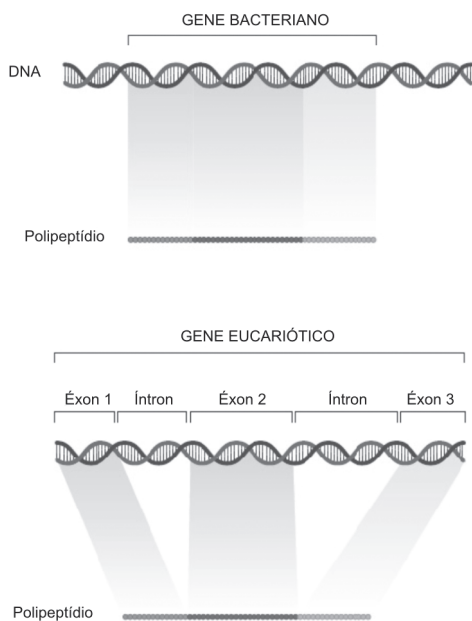 GENE BACTERIANO
DNA
Polipeptídio
GENE EUCARIÓTICO
Éxon 1 Íntron Éxon 2 Íntron Éxon 3
Polipeptídio